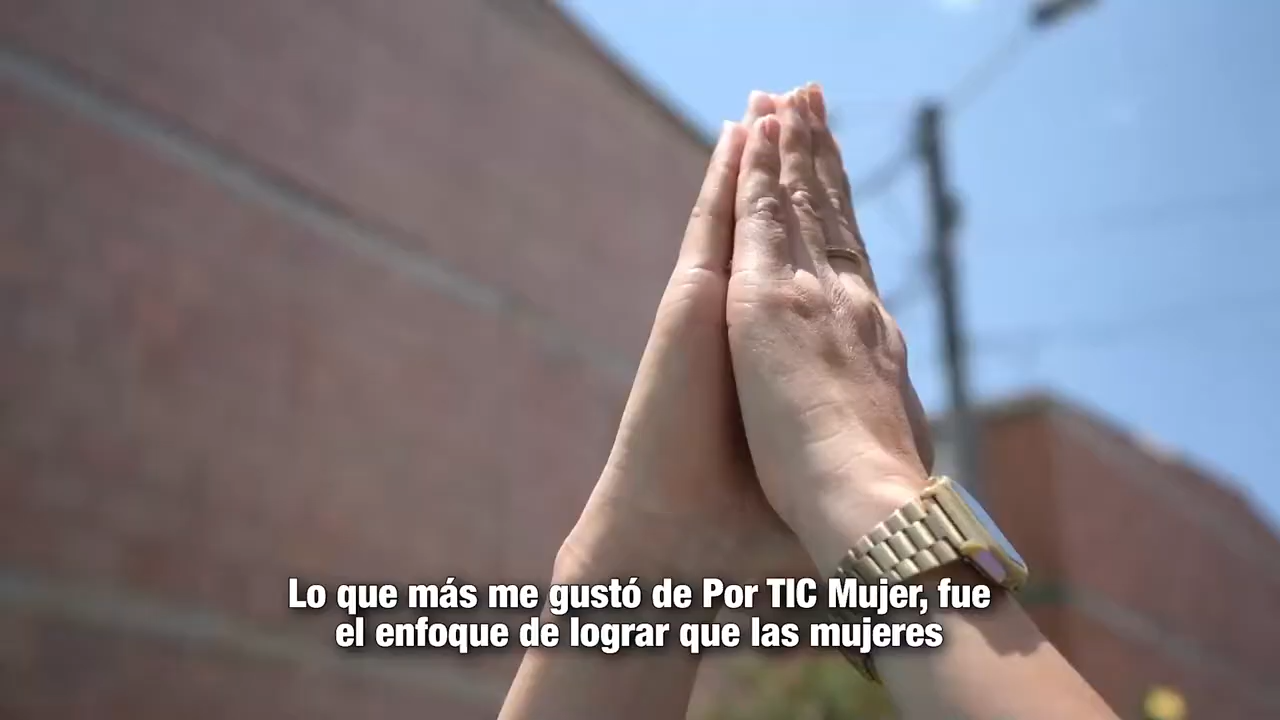 Lo que más me gustó de Por TIC Mujer, fue
el enfoque de lograr que las mujeres